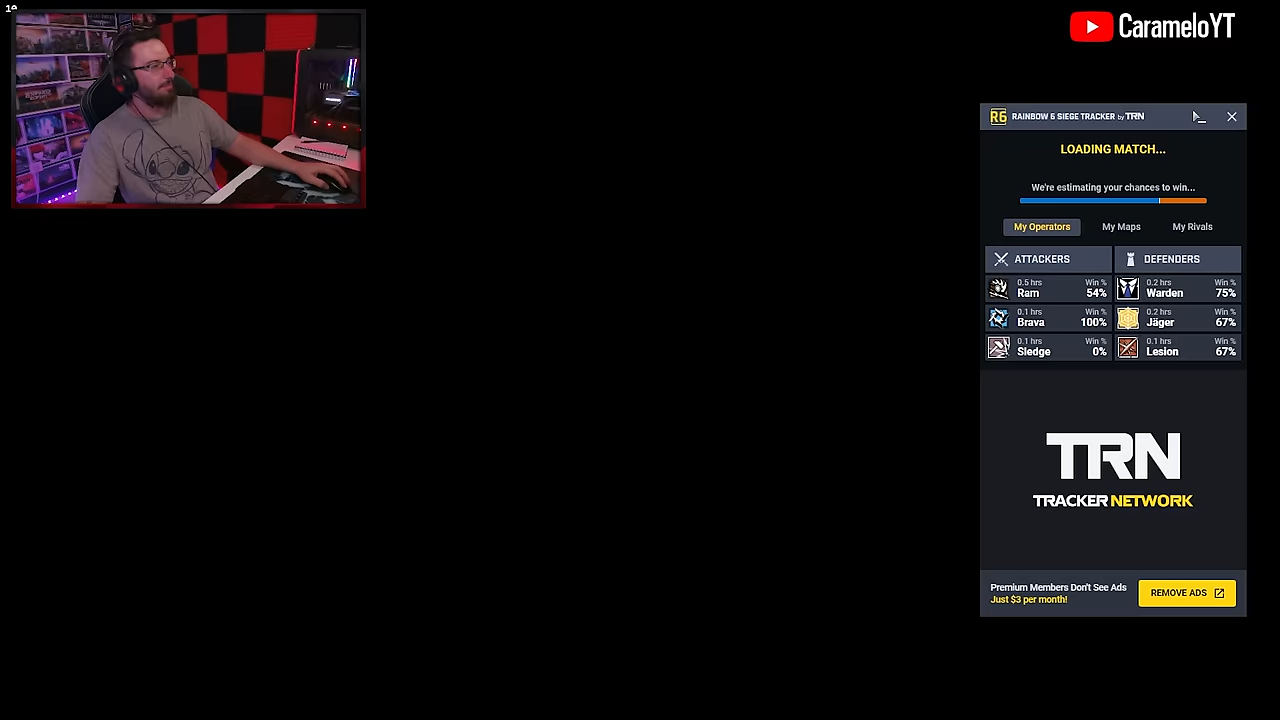 10
CarameloYT
R6 RAINBOW 6 SIEGE TRACKER by TRN
LOADING MATCH...
We're estimating your chances to win...
My Operators My Maps My Rivals
ATTACKERS DEFENDERS
0.5 hrs Win % 0.2 hrs Win %
Ram 54% Warden 75%
0.1 hrs Win % 0.2 hrs Win %
Brava 100% Jäger 67%
0.1 hrs Win % 0.1 hrs Win %
Sledge 0% Lesion 67%
TRN
TRACKER NETWORK
Premium Members Don't See Ads
Just $3 per month!
REMOVE ADS